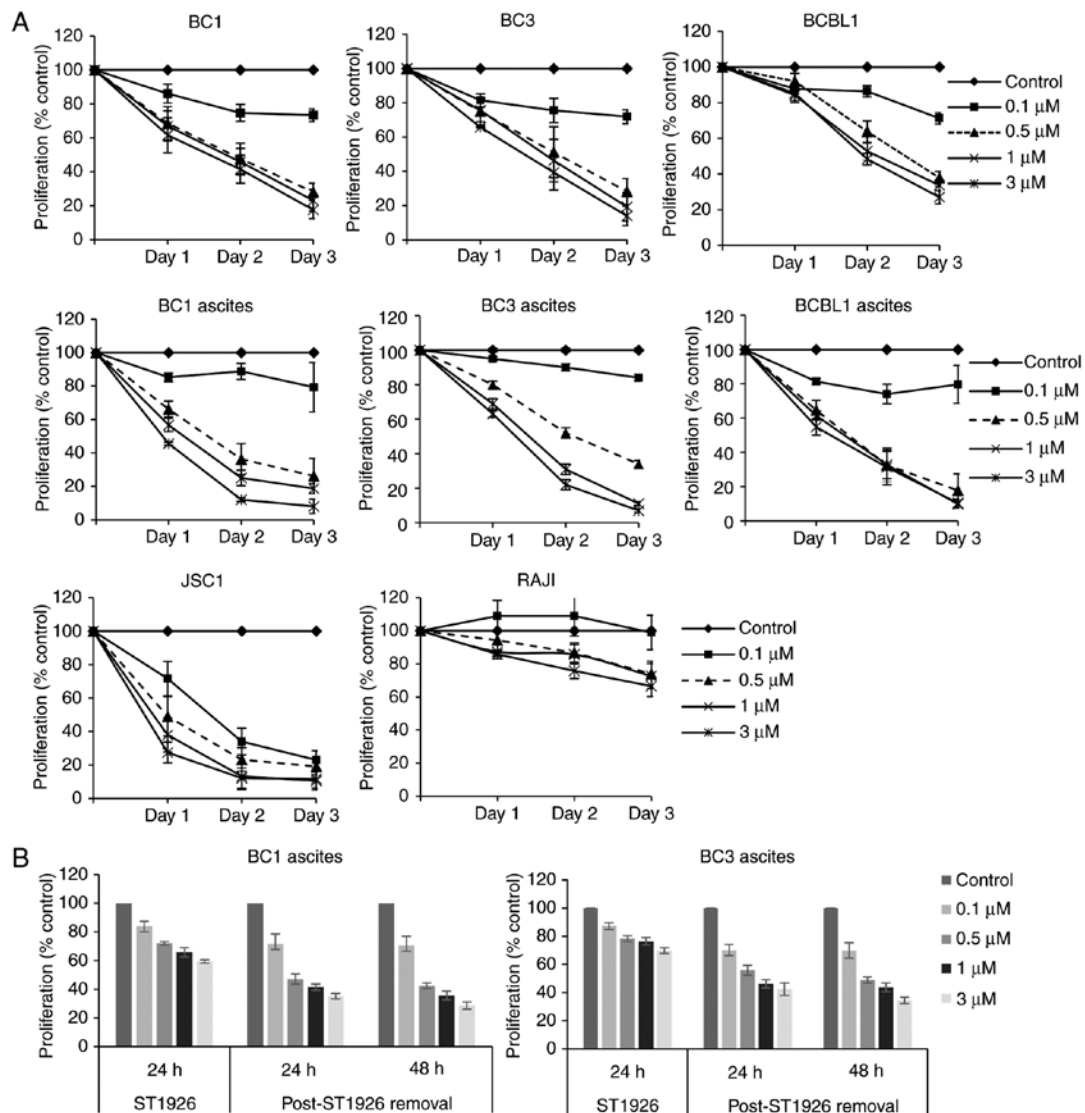 A
BC1
BC3
BCBL1
Proliferation (% control)
120
100
80
60
40
20
0
Day 1 Day 2 Day 3
Proliferation (% control)
120
100
80
60
40
20
0
Day 1 Day 2 Day 3
Proliferation (% control)
120
100
80
60
40
20
0
Day 1 Day 2 Day 3
Control
0.1 µM
0.5 µM
1 µM
3 µM
BC1 ascites
BC3 ascites
BCBL1 ascites
Proliferation (% control)
120
100
80
60
40
20
0
Day 1 Day 2 Day 3
Proliferation (% control)
120
100
80
60
40
20
0
Day 1 Day 2 Day 3
Proliferation (% control)
120
100
80
60
40
20
0
Day 1 Day 2 Day 3
Control
0.1 µM
0.5 µM
1 µM
3 µM
JSC1
RAJI
Proliferation (% control)
120
100
80
60
40
20
0
Day 1 Day 2 Day 3
Proliferation (% control)
120
100
80
60
40
20
0
Day 1 Day 2 Day 3
Control
0.1 µM
0.5 µM
1 µM
3 µM
B
BC1 ascites
BC3 ascites
Proliferation (% control)
120
100
80
60
40
20
0
24 h 24 h 48 h
ST1926 Post-ST1926 removal
Proliferation (% control)
120
100
80
60
40
20
0
24 h 24 h 48 h
ST1926 Post-ST1926 removal
Control
0.1 µM
0.5 µM
1 µM
3 µM